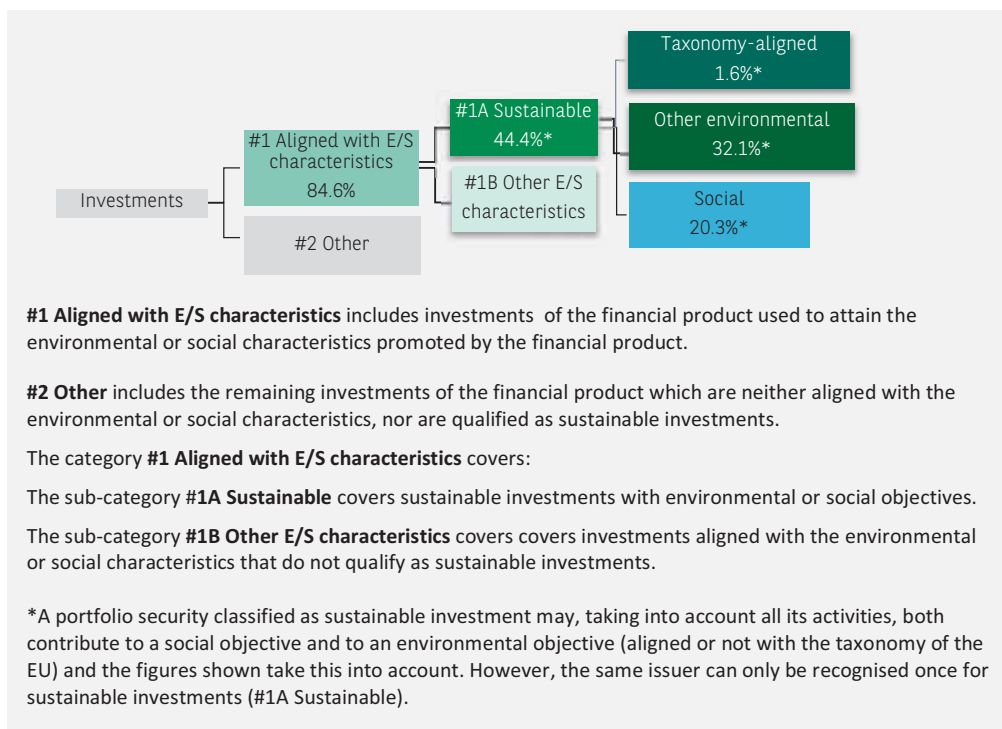 Taxonomy-aligned
1.6%*
#1A Sustainable
44.4%*
Other environmental
32.1%*
#1 Aligned with E/S
characteristics
84.6%
#1B Other E/S
characteristics
Investments
Social
20.3%*
#2 Other
#1 Aligned with E/S characteristics includes investments of the financial product used to attain the
environmental or social characteristics promoted by the financial product.
#2 Other includes the remaining investments of the financial product which are neither aligned with the
environmental or social characteristics, nor are qualified as sustainable investments.
The category #1 Aligned with E/S characteristics covers:
The sub-category #1A Sustainable covers sustainable investments with environmental or social objectives.
The sub-category #1B Other E/S characteristics covers covers investments aligned with the environmental
or social characteristics that do not qualify as sustainable investments.
*A portfolio security classified as sustainable investment may, taking into account all its activities, both
contribute to a social objective and to an environmental objective (aligned or not with the taxonomy of the
EU) and the figures shown take this into account. However, the same issuer can only be recognised once for
sustainable investments (#1A Sustainable).